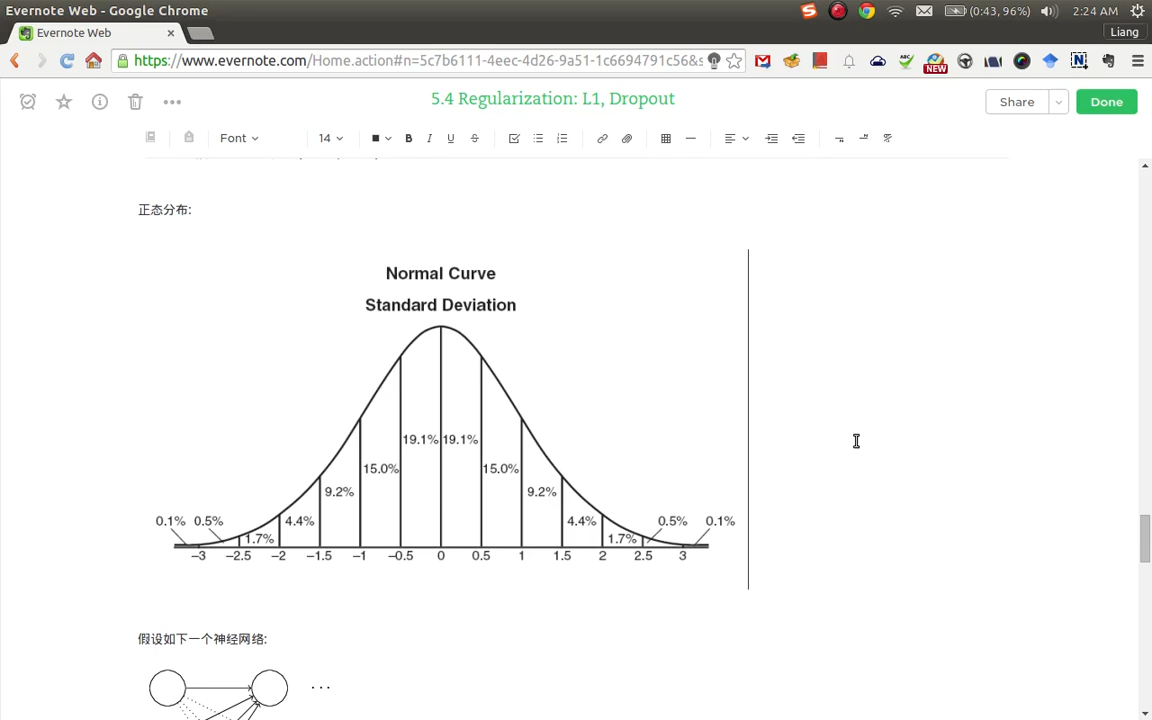 Evernote Web - Google Chrome
(0:43, 96%)
2:24 AM
Evernote Web
Liang
https://www.evernote.com/Home.action#n=5c7b6111-4eec-4d26-9a51-1c6694791c56&s
NEW
5.4 Regularization: L1, Dropout
Share
Done
Font
14
B
I
U
S
正态分布:
Normal Curve
Standard Deviation
19.1% 19.1%
15.0% 15.0%
9.2% 9.2%
0.1% 0.5% 4.4% 4.4% 0.5% 0.1%
1.7% 1.7%
–3 –2.5 –2 –1.5 –1 –0.5 0 0.5 1 1.5 2 2.5 3
假设如下一个神经网络:
...